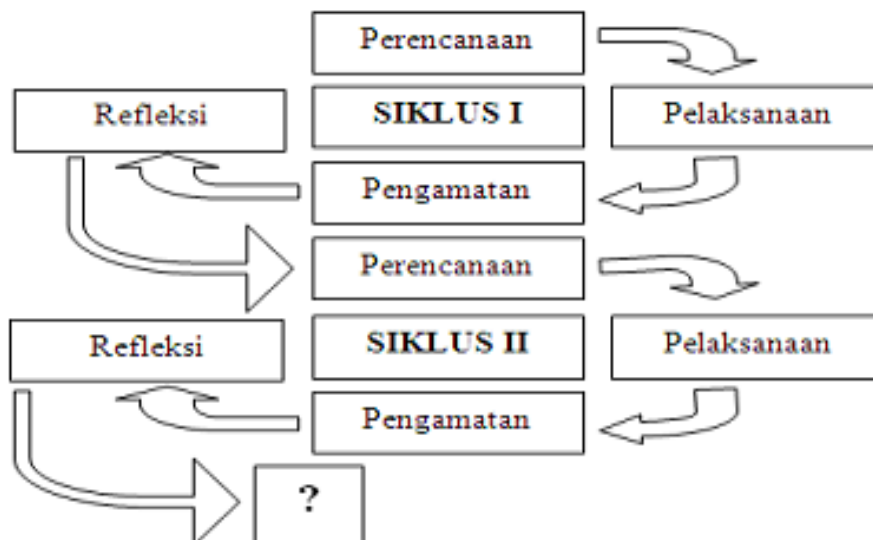 Perencanaan
Refleksi
SIKLUS I
Pelaksanaan
Pengamatan
Perencanaan
Refleksi
SIKLUS II
Pelaksanaan
Pengamatan
?